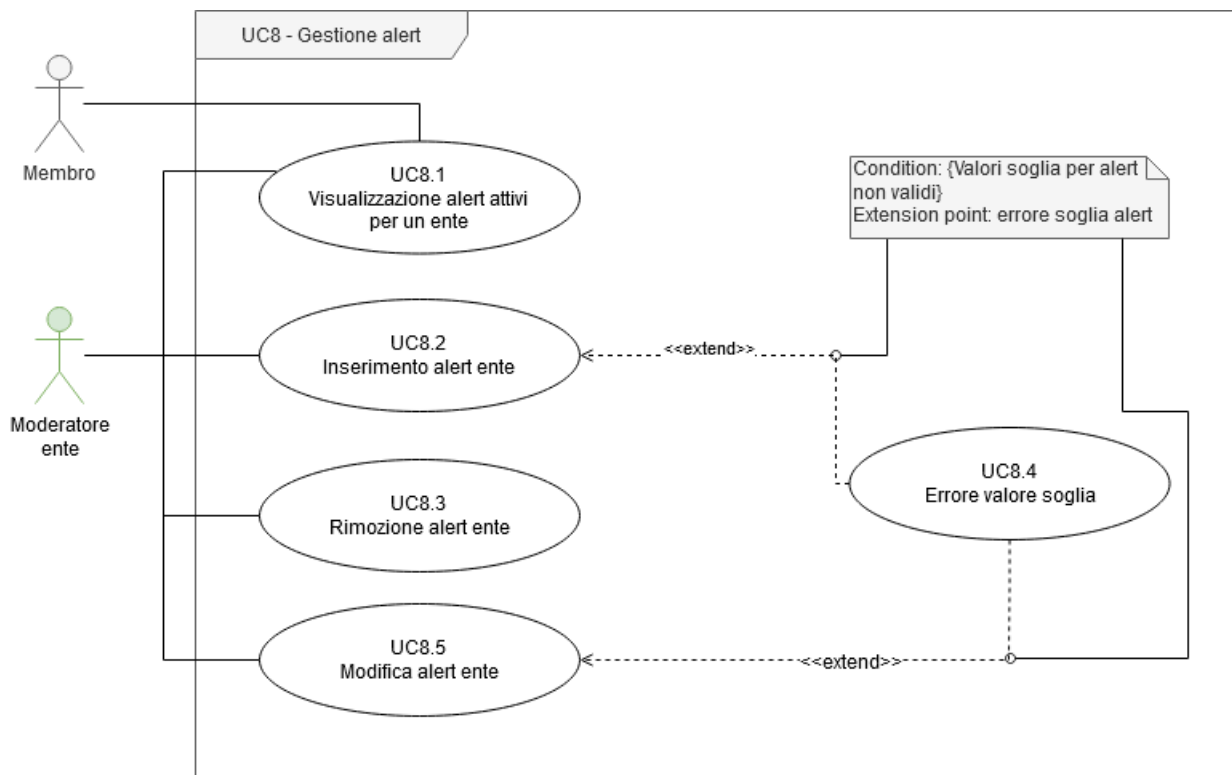 UC8 - Gestione alert
Membro
UC8.1
Visualizzazione alert attivi
per un ente
Condition: {Valori soglia per alert
non validi}
Extension point: errore soglia alert
Moderatore
ente
UC8.2
Inserimento alert ente
<<extend>>
UC8.4
Errore valore soglia
UC8.3
Rimozione alert ente
UC8.5
Modifica alert ente
<<extend>>